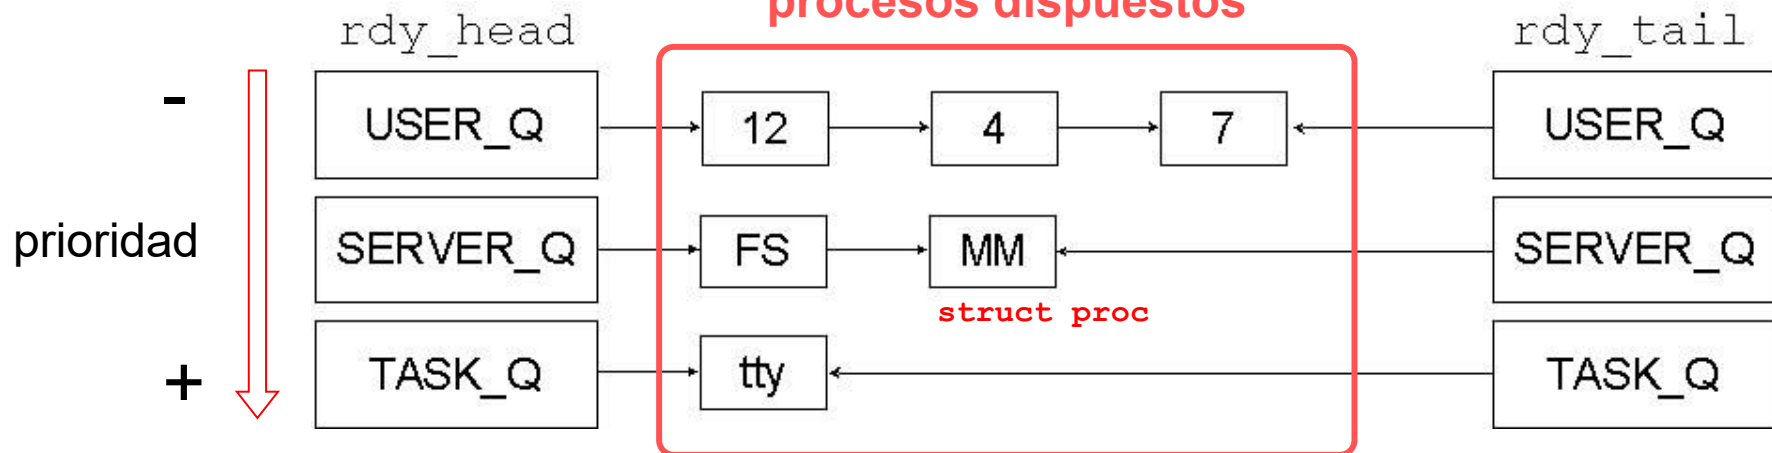 procesos dispuestos
rdy_head
rdy_tail
-
USER_Q
12
4
7
USER_Q
prioridad
SERVER_Q
FS
MM
SERVER_Q
struct proc
+
TASK_Q
tty
TASK_Q